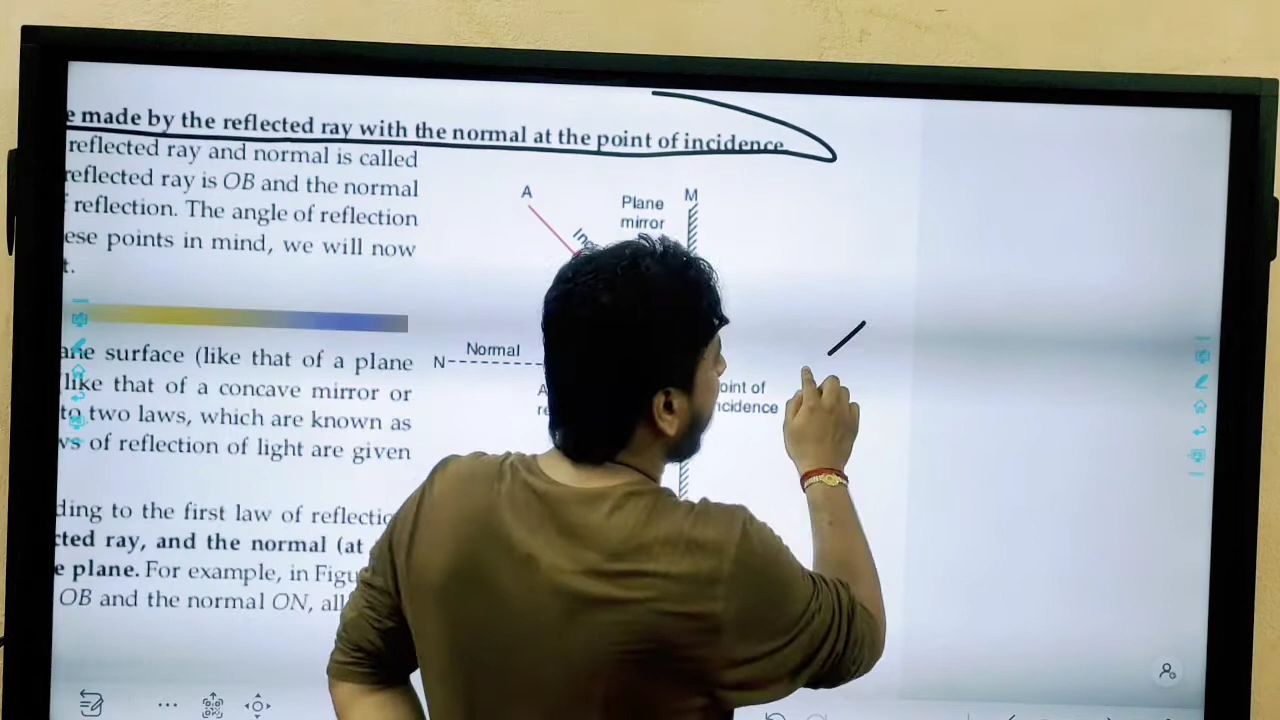 e made by the reflected ray with the normal at the point of incidence
reflected ray and normal is called
reflected ray is OB and the normal
reflection. The angle of reflection
ese points in mind, we will now
t.
ane surface (like that of a plane
like that of a concave mirror or
to two laws, which are known as
ws of reflection of light are given
ding to the first law of reflectio
cted ray, and the normal (at
e plane. For example, in Figu
OB and the normal ON, all
A
Plane
mirror
M
Inc
N
Normal
A
re
oint of
ncidence